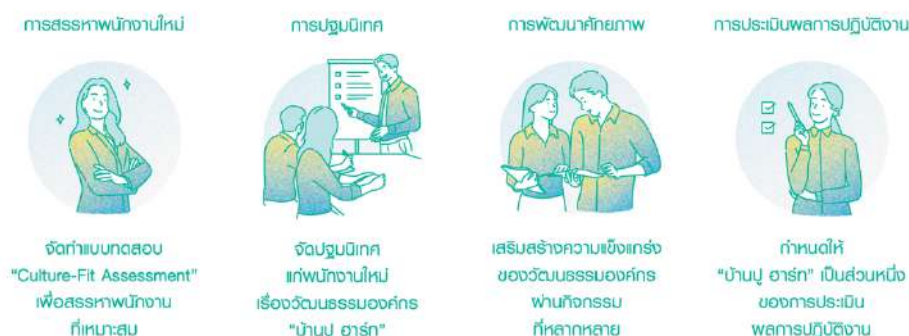 การสรรหาพนักงานใหม่
จัดทำแบบทดสอบ
“Culture-Fit Assessment”
เพื่อสรรหาพนักงาน
ที่เหมาะสม
การปฐมนิเทศ
จัดปฐมนิเทศ
แก่พนักงานใหม่
เรื่องวัฒนธรรมองค์กร
“บ้านปู ฮาร์ท”
การพัฒนาศักยภาพ
เสริมสร้างความแข็งแกร่ง
ของวัฒนธรรมองค์กร
ผ่านกิจกรรม
ที่หลากหลาย
การประเมินผลการปฏิบัติงาน
กำหนดให้
“บ้านปู ฮาร์ท” เป็นส่วนหนึ่ง
ของการประเมิน
ผลการปฏิบัติงาน